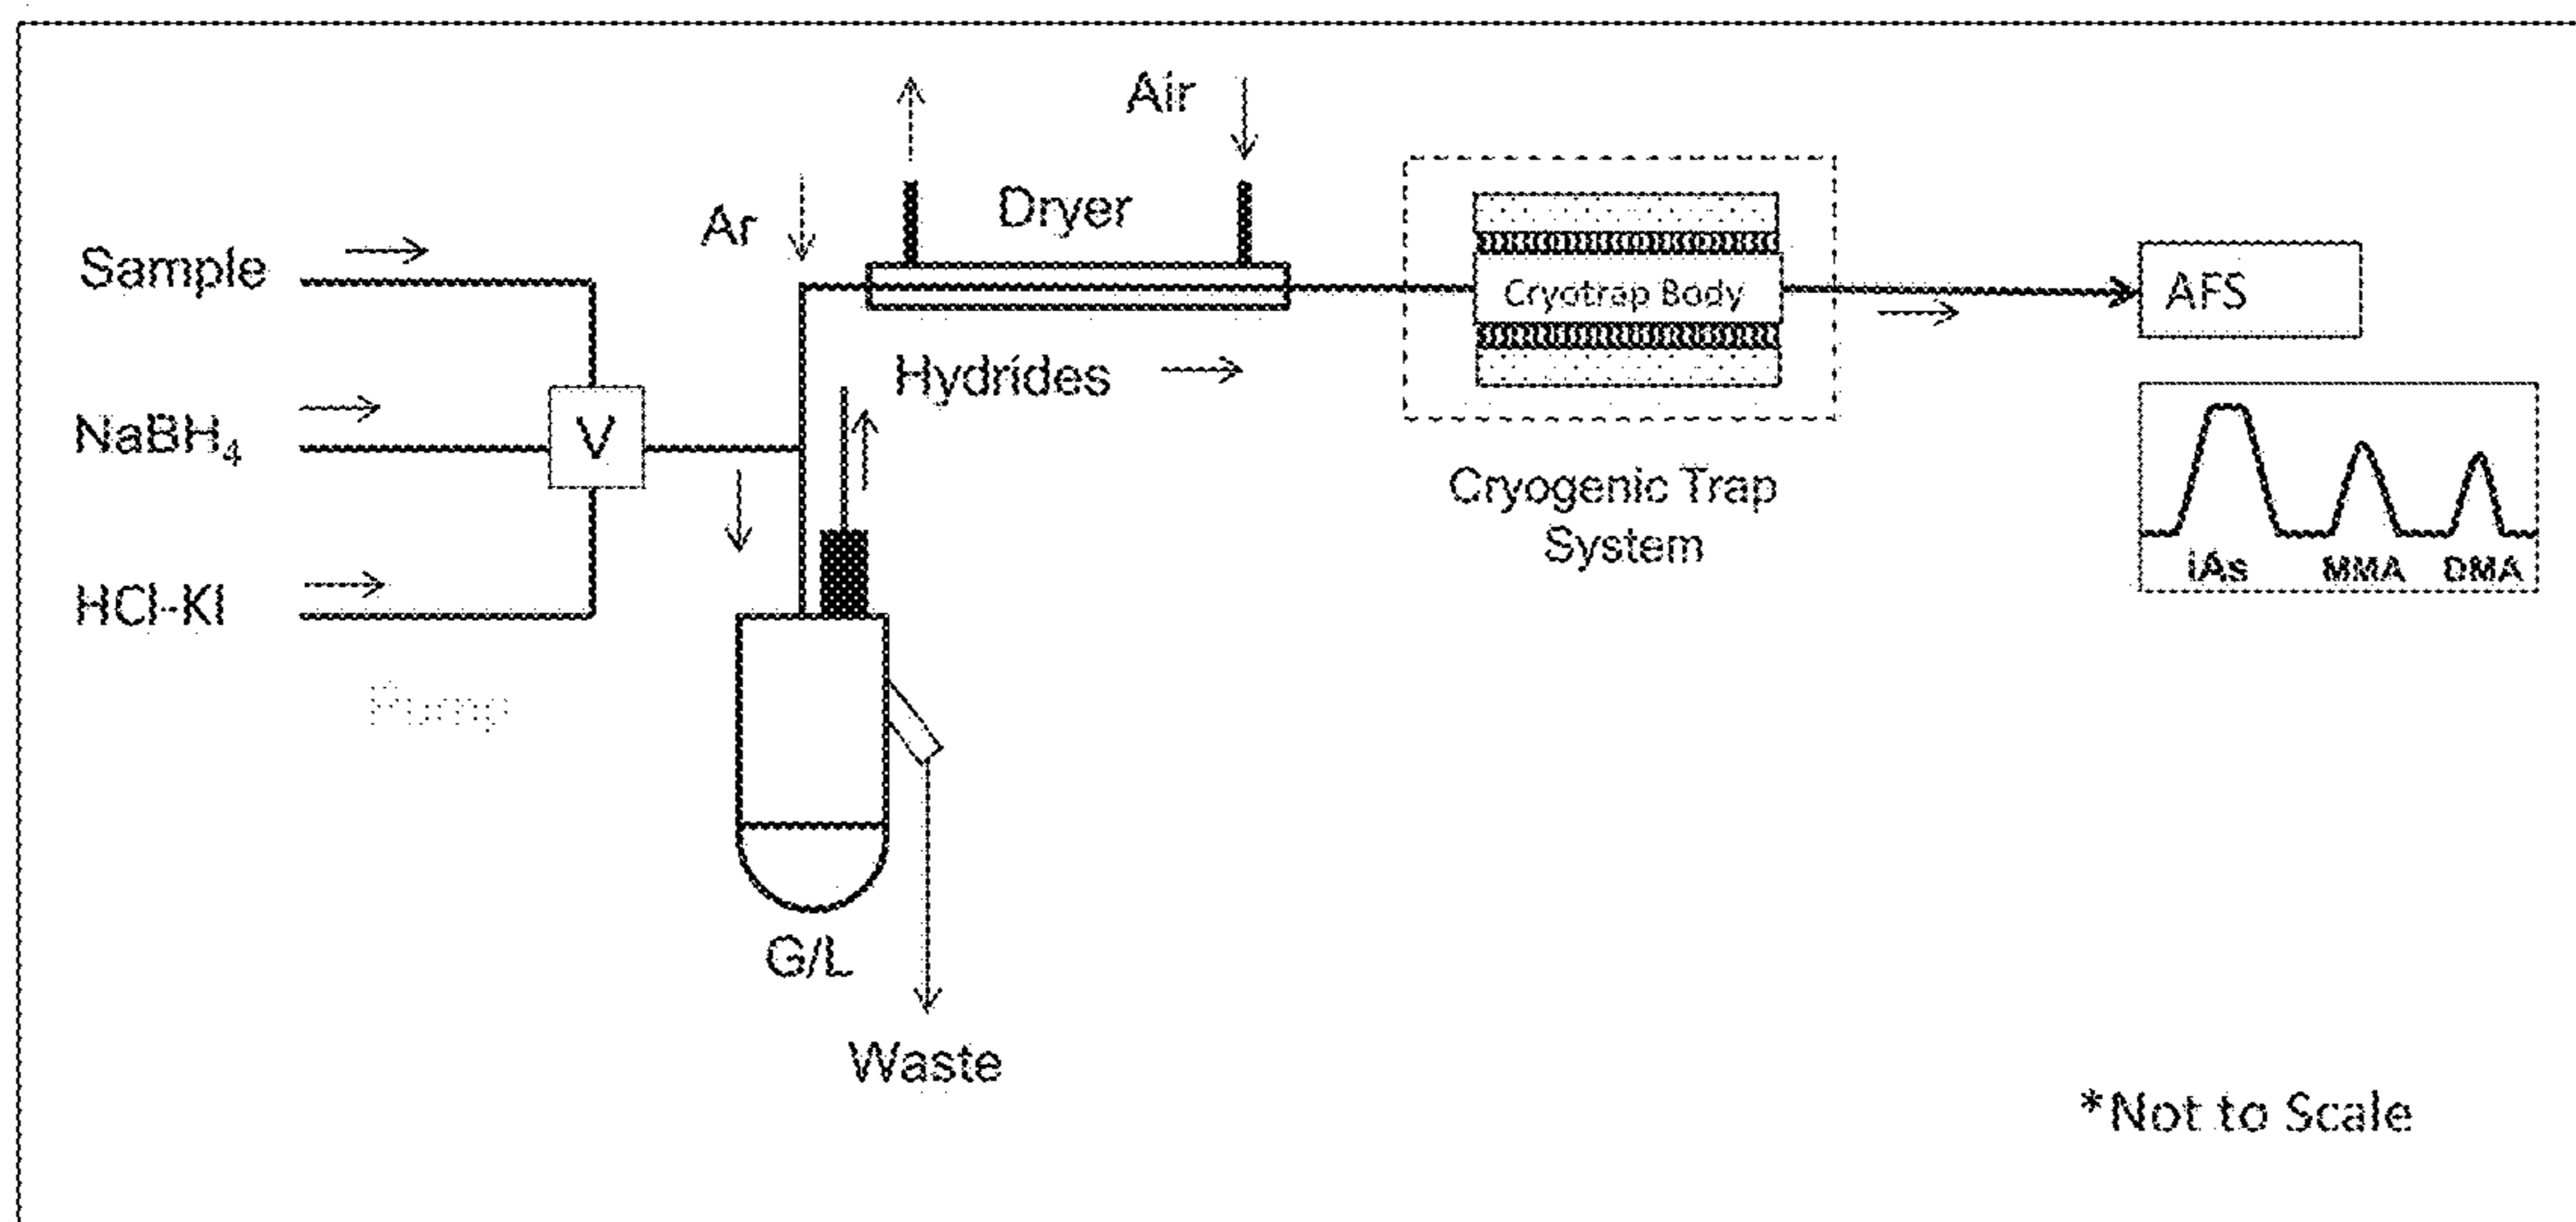 Air
Dryer
Ar
Sample
Cryotrap Body
AFS
Hydrides
NaBH₄
V
Cryogenic Trap
System
iAs MMA DMA
HCl-KI
Pump
G/L
Waste
*Not to Scale